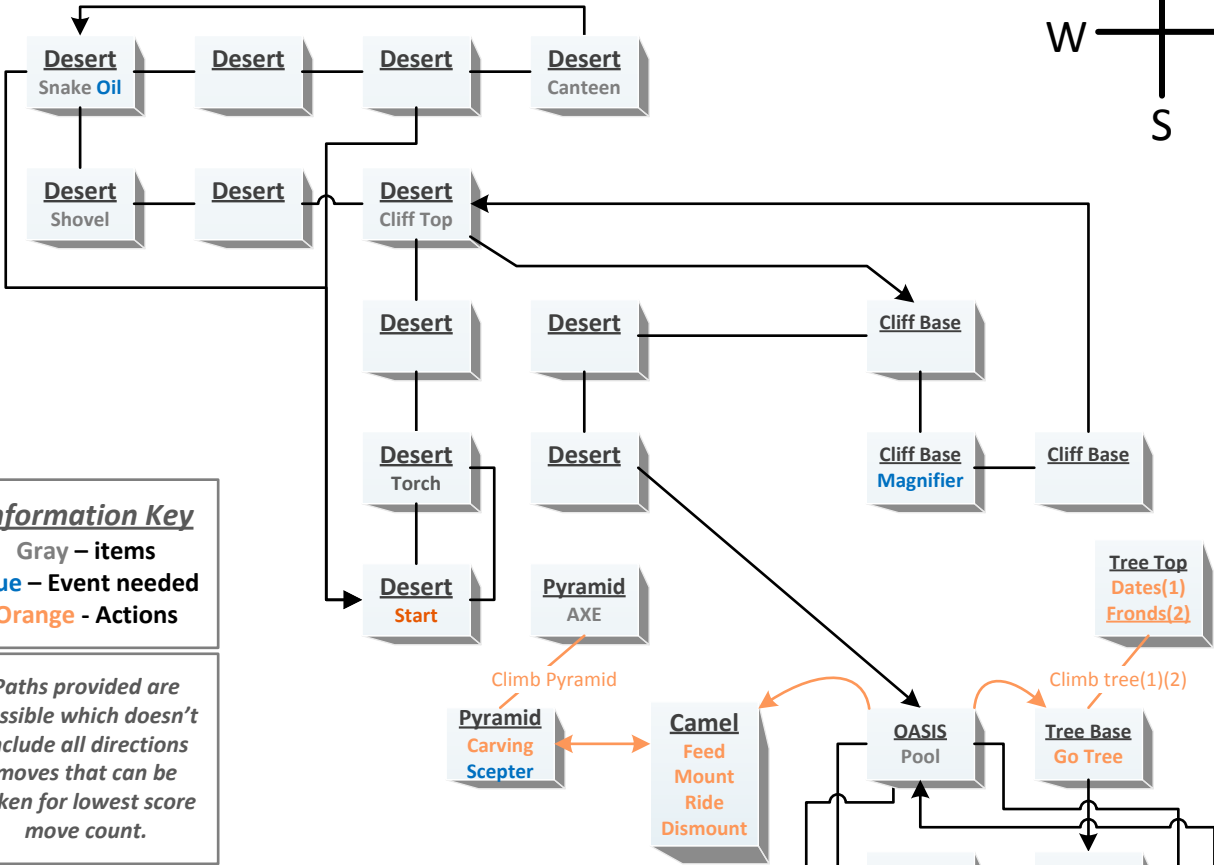 W
S
Desert
Snake Oil
Desert
Desert
Desert
Canteen
Desert
Shovel
Desert
Desert
Cliff Top
Desert
Desert
Cliff Base
Desert
Torch
Desert
Cliff Base
Magnifier
Cliff Base
nformation Key
Gray – items
ue – Event needed
Orange - Actions
Desert
Start
Pyramid
AXE
Tree Top
Dates(1)
Fronds(2)
Paths provided are
ssible which doesn't
nclude all directions
moves that can be
ken for lowest score
move count.
Climb Pyramid
Climb tree(1)(2)
Pyramid
Carving
Scepter
Camel
Feed
Mount
Ride
Dismount
OASIS
Pool
Tree Base
Go Tree